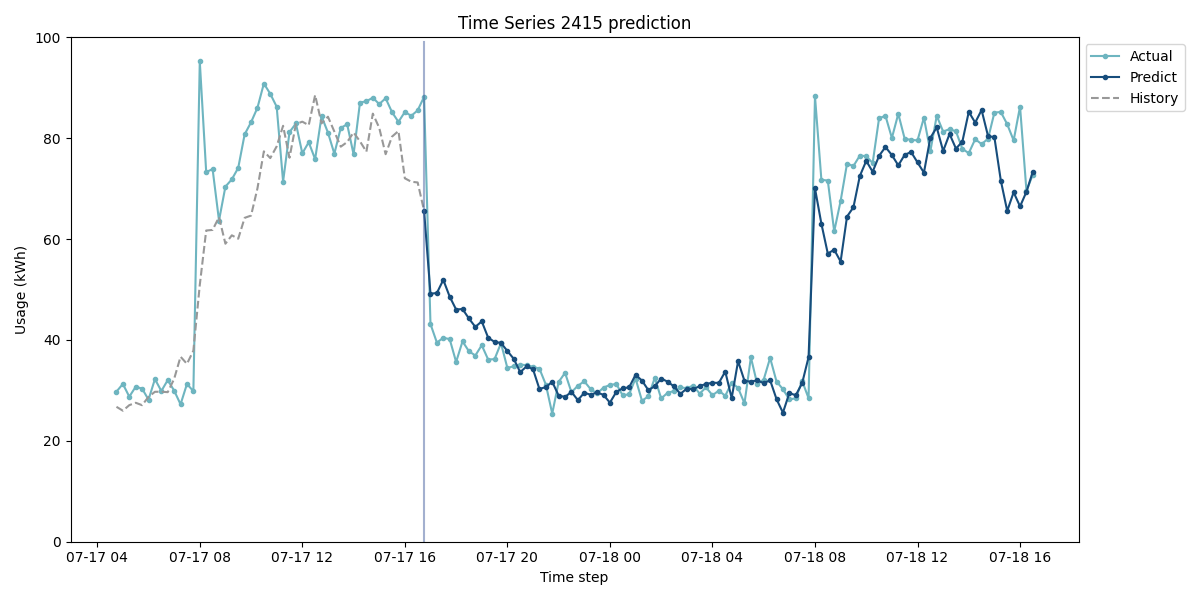 Time Series 2415 prediction
100
80
60
40
20
0
Usage (kWh)
07-17 04
07-17 08
07-17 12
07-17 16
07-17 20
07-18 00
07-18 04
07-18 08
07-18 12
07-18 16
Time step
Actual
Predict
History